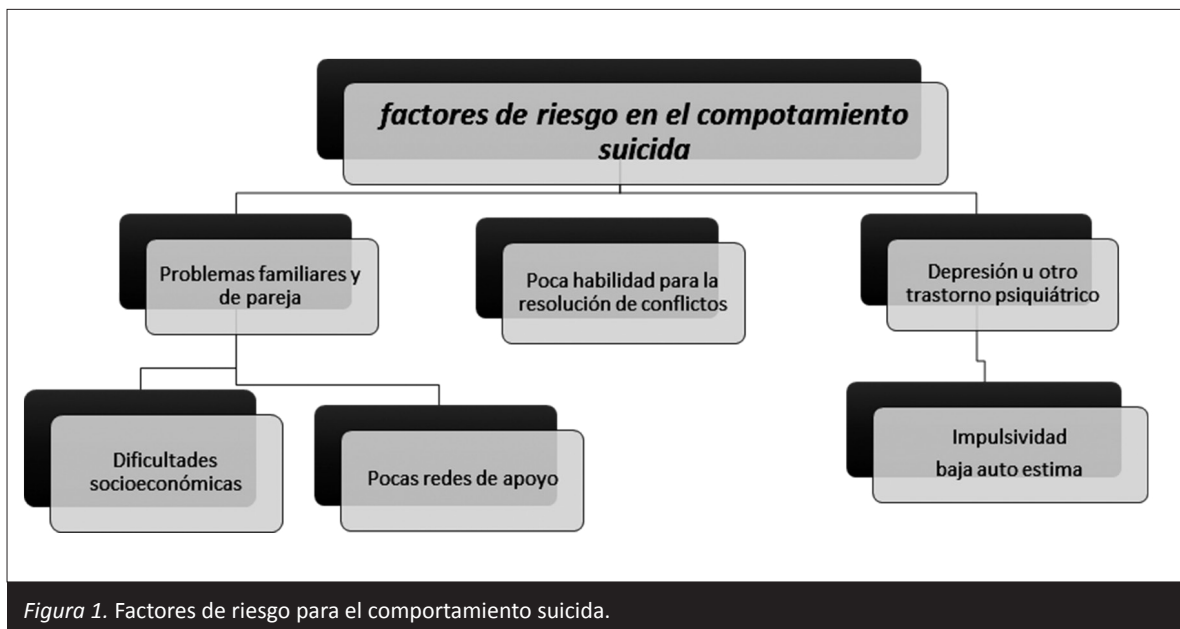 factores de riesgo en el compotamiento
suicida
Problemas familiares y
de pareja
Poca habilidad para la
resolución de conflictos
Depresión u otro
trastorno psiquiátrico
Dificultades
socioeconómicas
Pocas redes de apoyo
Impulsividad
baja auto estima
Figura 1. Factores de riesgo para el comportamiento suicida.